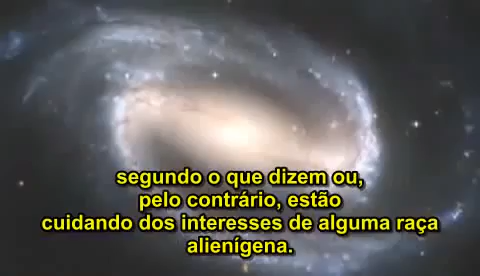 segundo o que dizem ou,
pelo contrário, estão
cuidando dos interesses de alguma raça
alienígena.